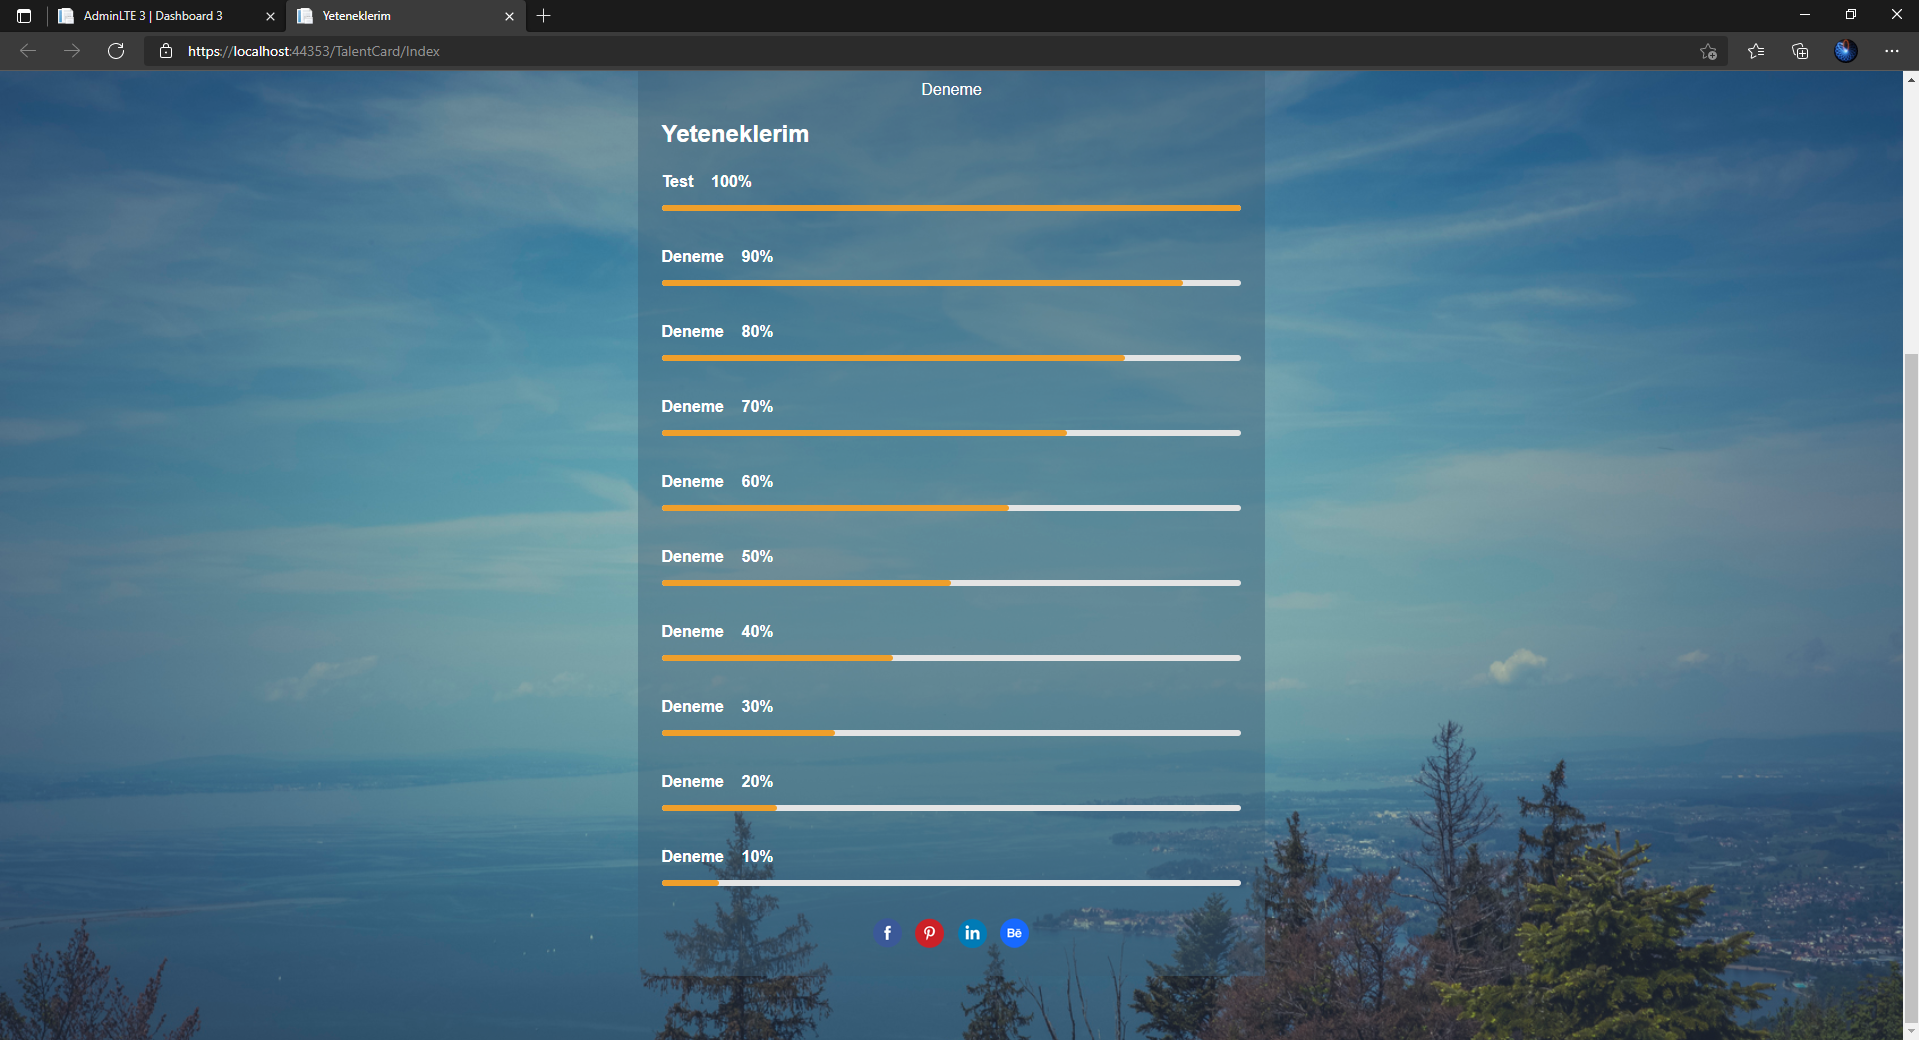 AdminLTE 3 | Dashboard 3
Yeteneklerim
https://localhost:44353/TalentCard/Index
Deneme
Yeteneklerim
Test 100%
Deneme 90%
Deneme 80%
Deneme 70%
Deneme 60%
Deneme 50%
Deneme 40%
Deneme 30%
Deneme 20%
Deneme 10%
f in Bē